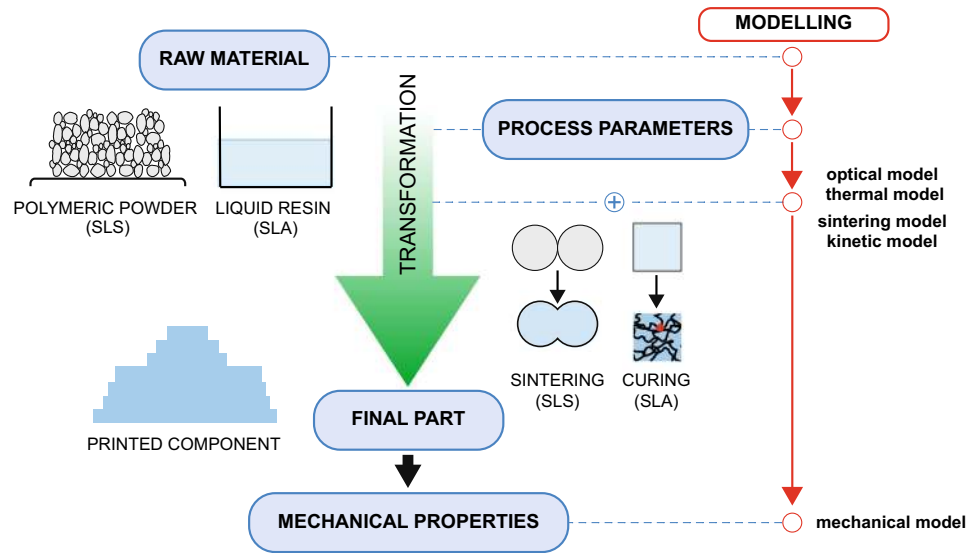 MODELLING
RAW MATERIAL
TRANSFORMATION
PROCESS PARAMETERS
POLYMERIC POWDER
(SLS)
LIQUID RESIN
(SLA)
optical model
thermal model
sintering model
kinetic model
SINTERING
(SLS)
CURING
(SLA)
PRINTED COMPONENT
FINAL PART
MECHANICAL PROPERTIES
mechanical model